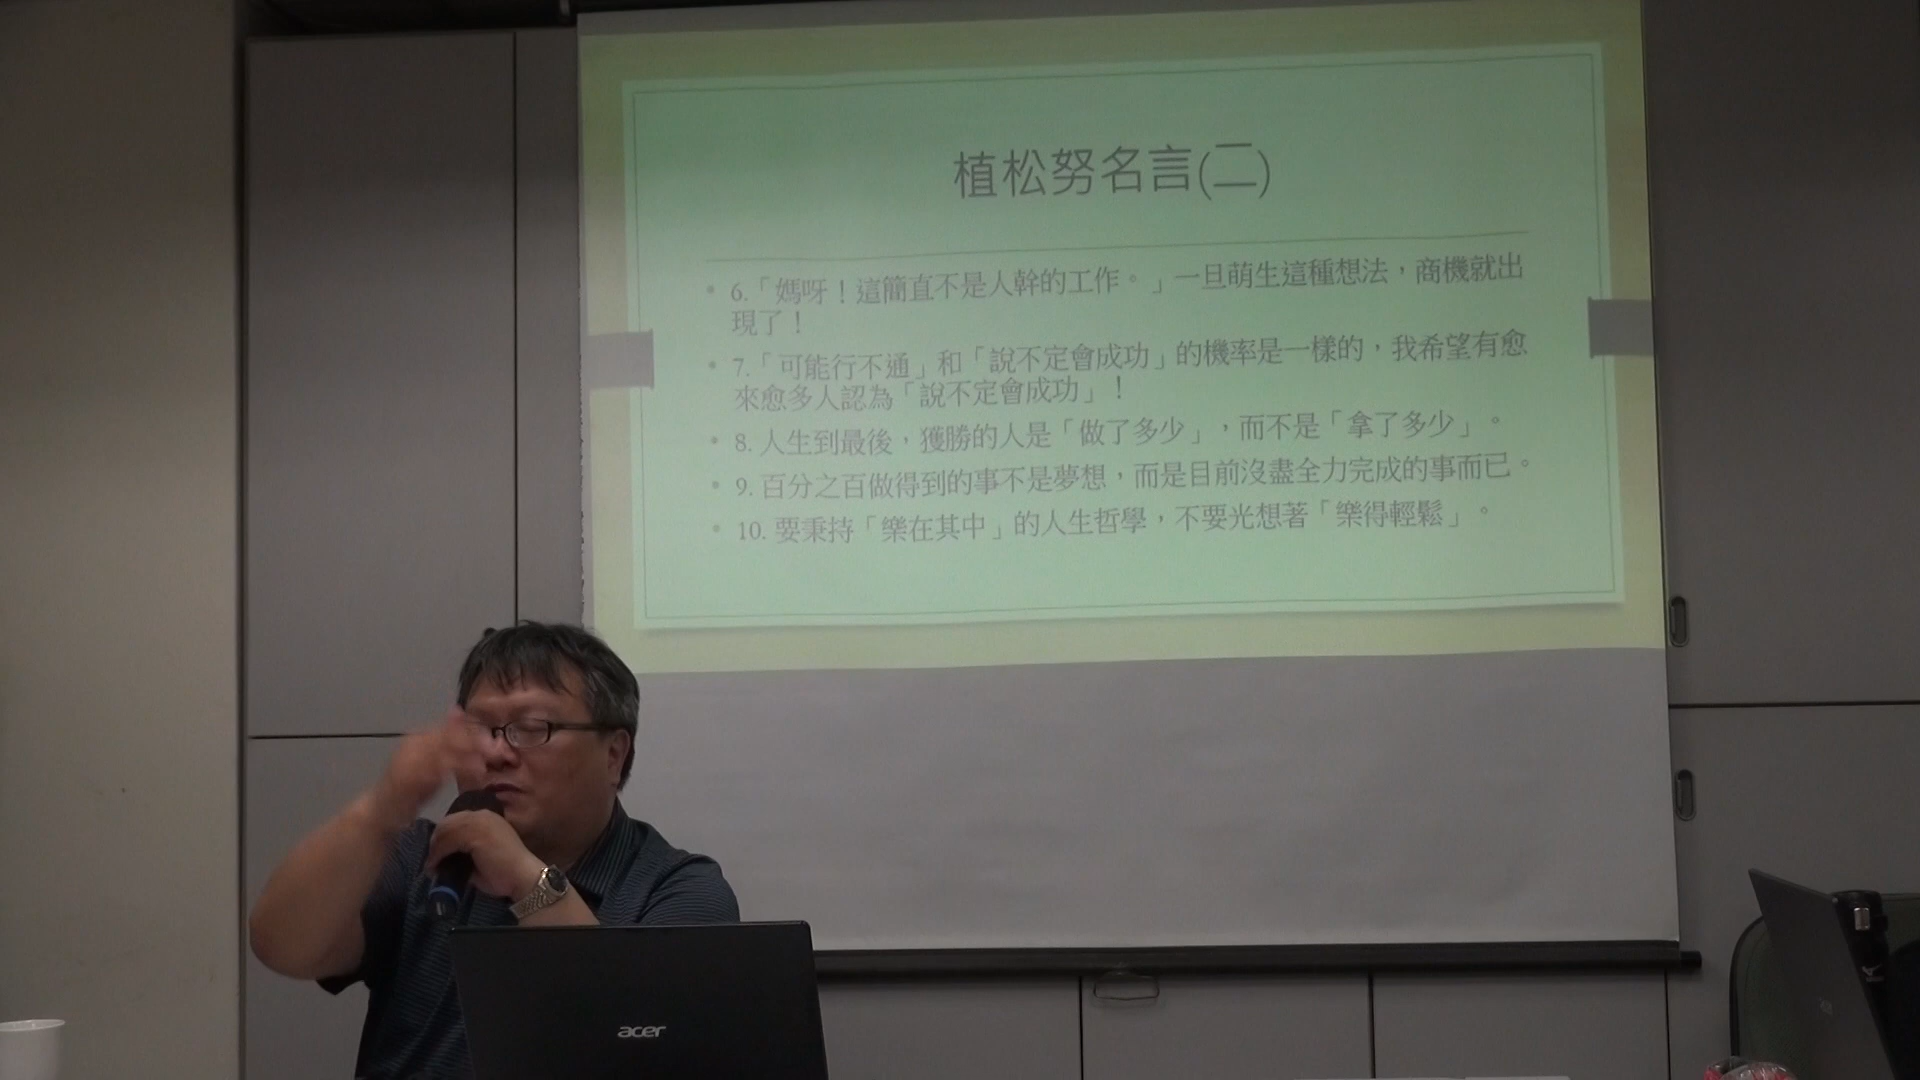 植松努名言(二)
6.「媽呀！這簡直不是人幹的工作。」一旦萌生這種想法，商機就出
現了！
7.「可能行不通」和「說不定會成功」的機率是一樣的，我希望有愈
來愈多人認為「說不定會成功」！
8. 人生到最後，獲勝的人是「做了多少」，而不是「拿了多少」。
9. 百分之百做得到的事不是夢想，而是目前沒盡全力完成的事而已。
10. 要秉持「樂在其中」的人生哲學，不要光想著「樂得輕鬆」。
acer